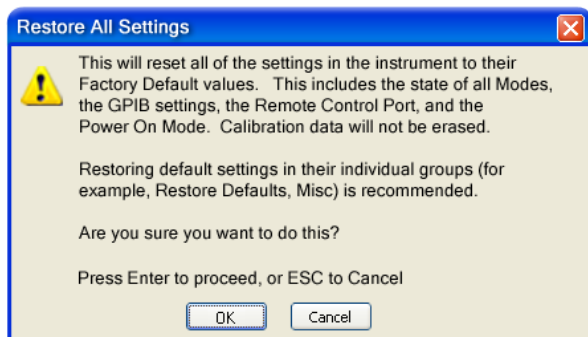 Restore All Settings
This will reset all of the settings in the instrument to their
Factory Default values. This includes the state of all Modes,
the GPIB settings, the Remote Control Port, and the
Power On Mode. Calibration data will not be erased.
Restoring default settings in their individual groups (for
example, Restore Defaults, Misc) is recommended.
Are you sure you want to do this?
Press Enter to proceed, or ESC to Cancel
OK
Cancel